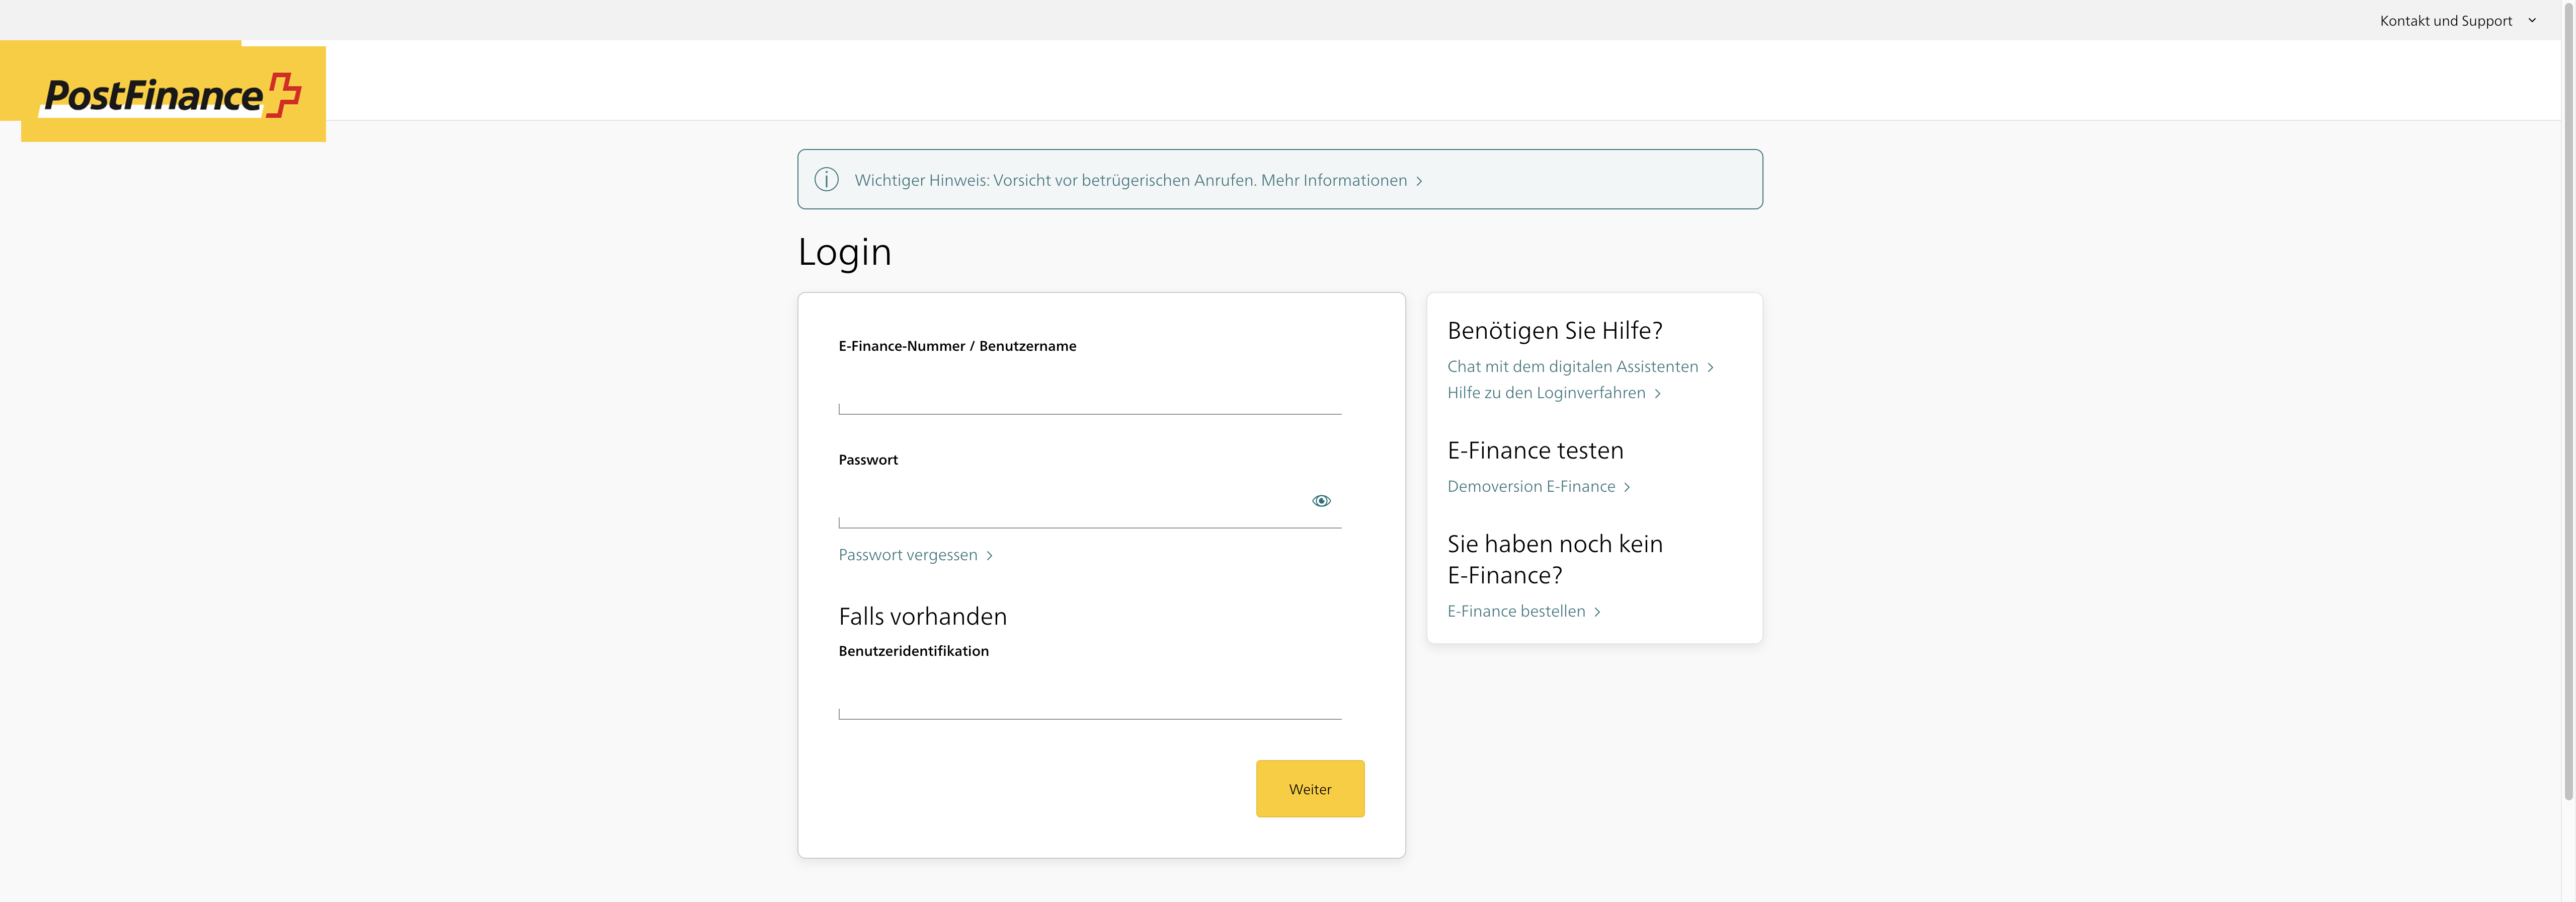 Kontakt und Support
PostFinance
Wichtiger Hinweis: Vorsicht vor betrügerischen Anrufen. Mehr Informationen
Login
E-Finance-Nummer / Benutzername
Passwort
Passwort vergessen
Falls vorhanden
Benutzeridentifikation
Weiter
Benötigen Sie Hilfe?
Chat mit dem digitalen Assistenten
Hilfe zu den Loginverfahren
E-Finance testen
Demoversion E-Finance
Sie haben noch kein
E-Finance?
E-Finance bestellen